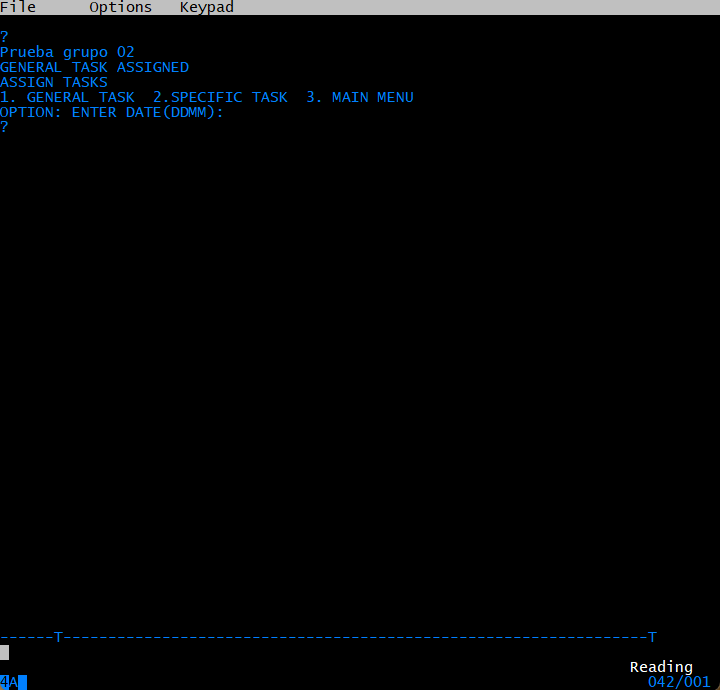 File Options Keypad
?
Prueba grupo 02
GENERAL TASK ASSIGNED
ASSIGN TASKS
1. GENERAL TASK 2.SPECIFIC TASK 3. MAIN MENU
OPTION: ENTER DATE(DDMM):
?
------T-----------------------------------------------------------------T
Reading
4A 042/001